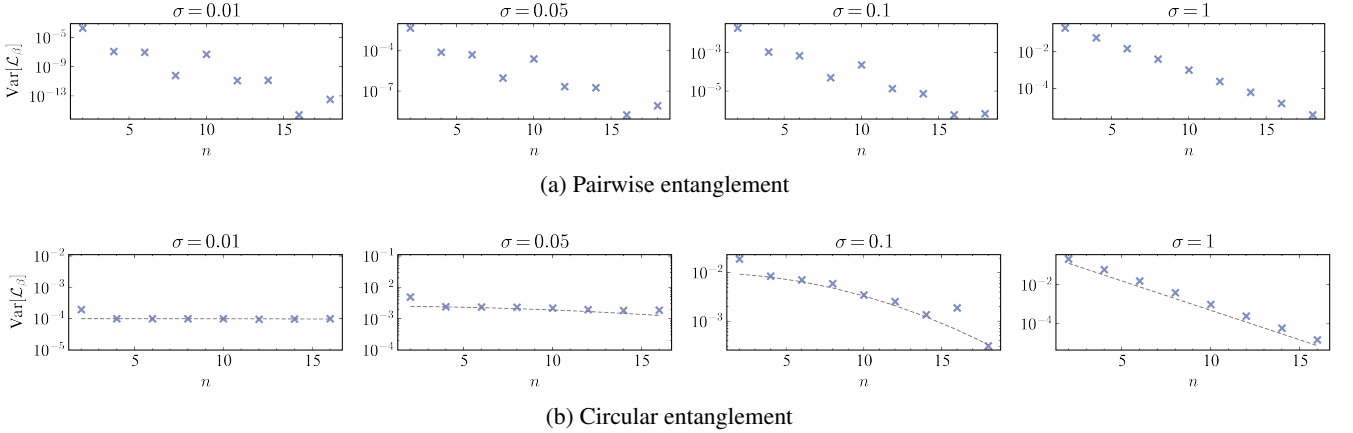 σ = 0.01
σ = 0.05
σ = 0.1
σ = 1
Var[ℒ_β]
10⁻⁵
10⁻⁹
10⁻¹³
10⁻⁴
10⁻⁷
10⁻³
10⁻⁵
10⁻²
10⁻⁴
5 10 15
5 10 15
5 10 15
5 10 15
n
n
n
n
(a) Pairwise entanglement
σ = 0.01
σ = 0.05
σ = 0.1
σ = 1
Var[ℒ_β]
10⁻²
10⁻³
10⁻⁴
10⁻⁵
10⁻¹
10⁻²
10⁻³
10⁻⁴
10⁻²
10⁻³
10⁻²
10⁻⁴
5 10 15
5 10 15
5 10 15
5 10 15
n
n
n
n
(b) Circular entanglement